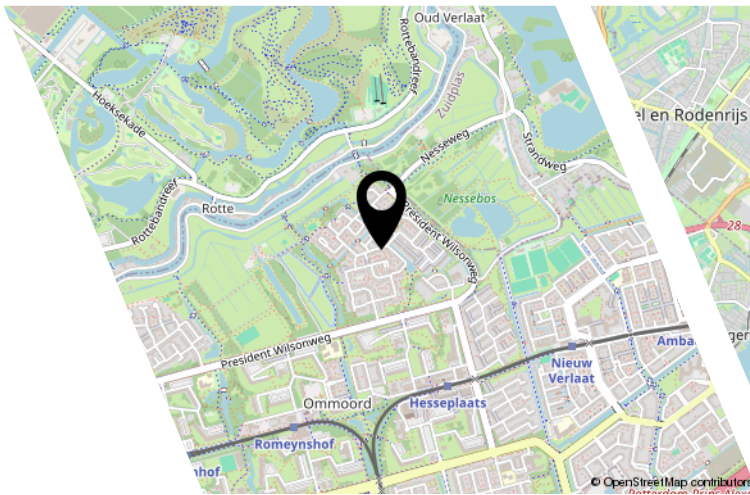 Oud Verlaat
Rottebandreef
Hoeksekade
Zuidplas
el en Rodenrijs
Nesseweg
Strandweg
Rottebandreef
Rotte
Nessebos
President Wilsonweg
28
President Wilsonweg
Nieuw
Verlaat
Amba
Ommoord
Hesseplaats
Romeynshof
nhof
© OpenStreetMap contributors